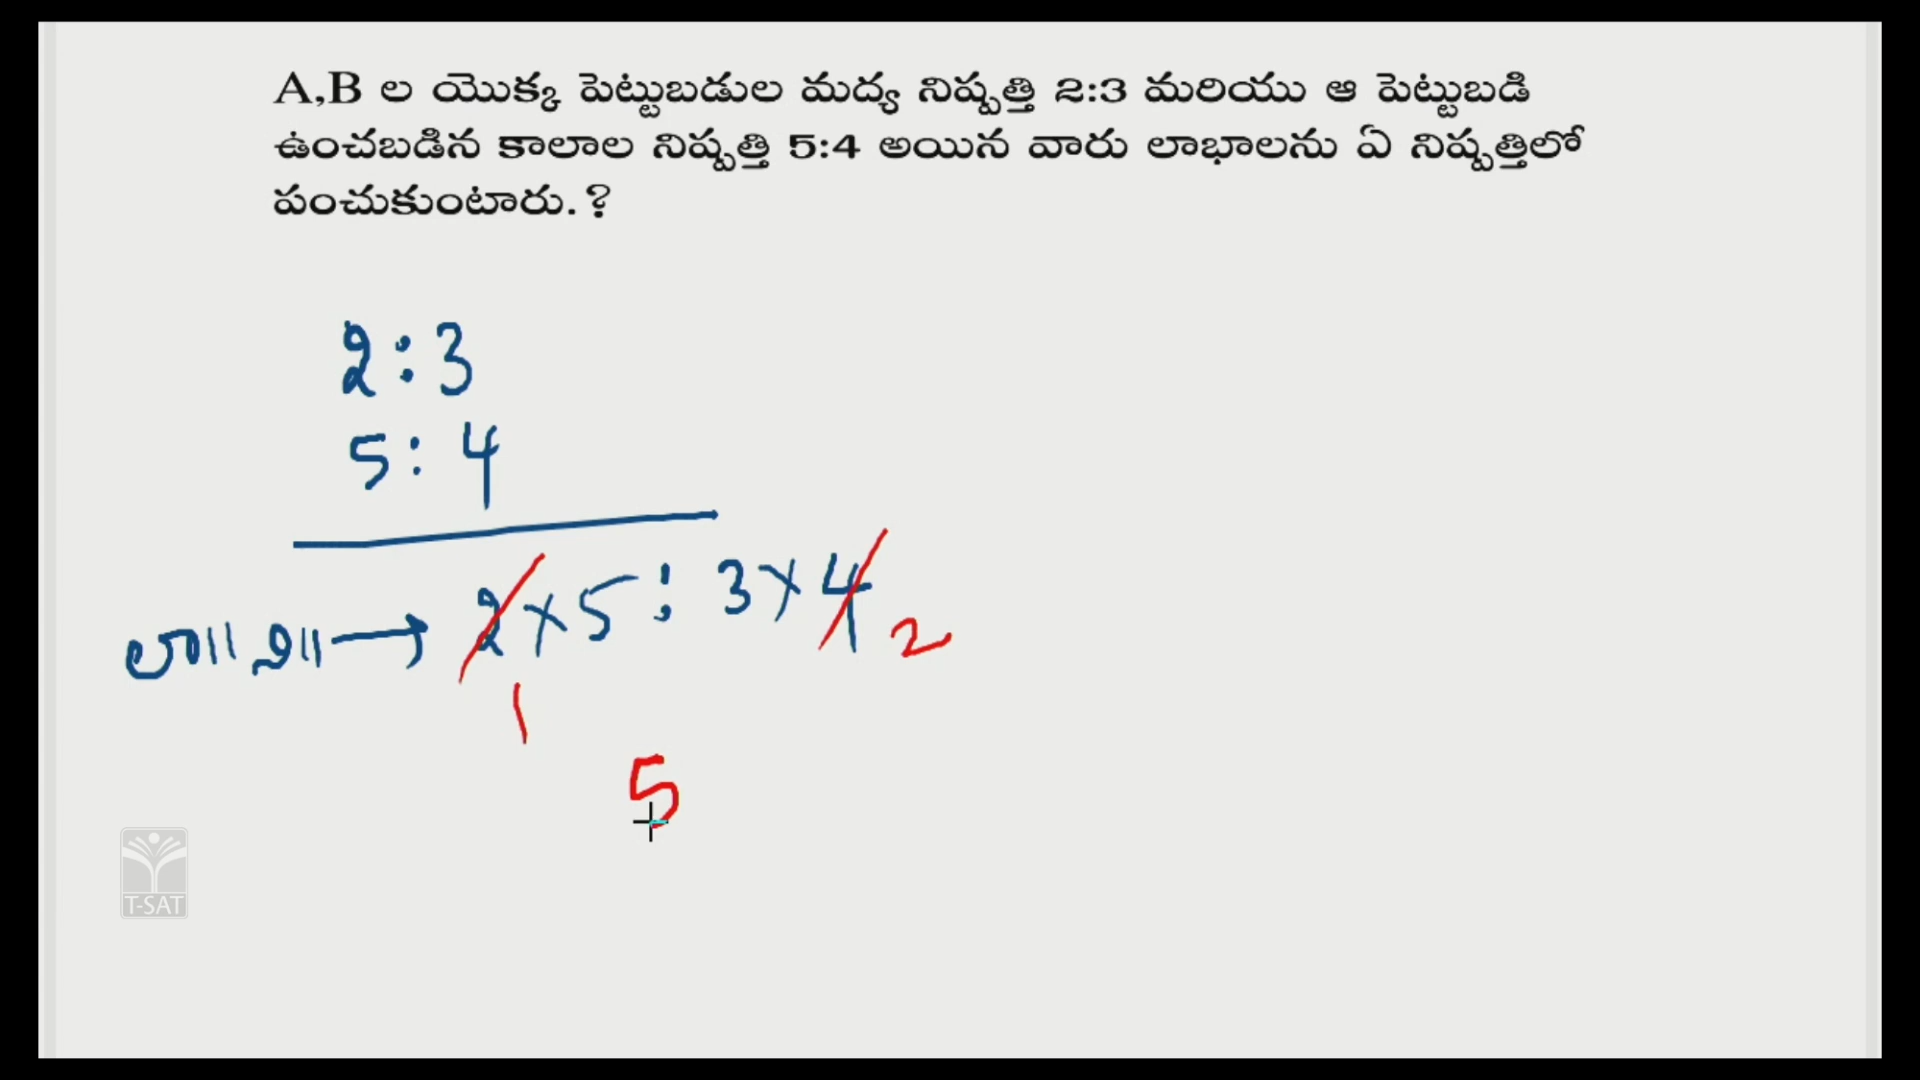 A,B ల యొక్క పెట్టుబడుల మద్య నిష్పత్తి 2:3 మరియు ఆ పెట్టుబడి
ఉంచబడిన కాలాల నిష్పత్తి 5:4 అయిన వారు లాభాలను ఏ నిష్పత్తిలో
పంచుకుంటారు.?
2:3
5:4
లా॥ ని॥ → 2×5 : 3×4 2
1
5
T-SAT